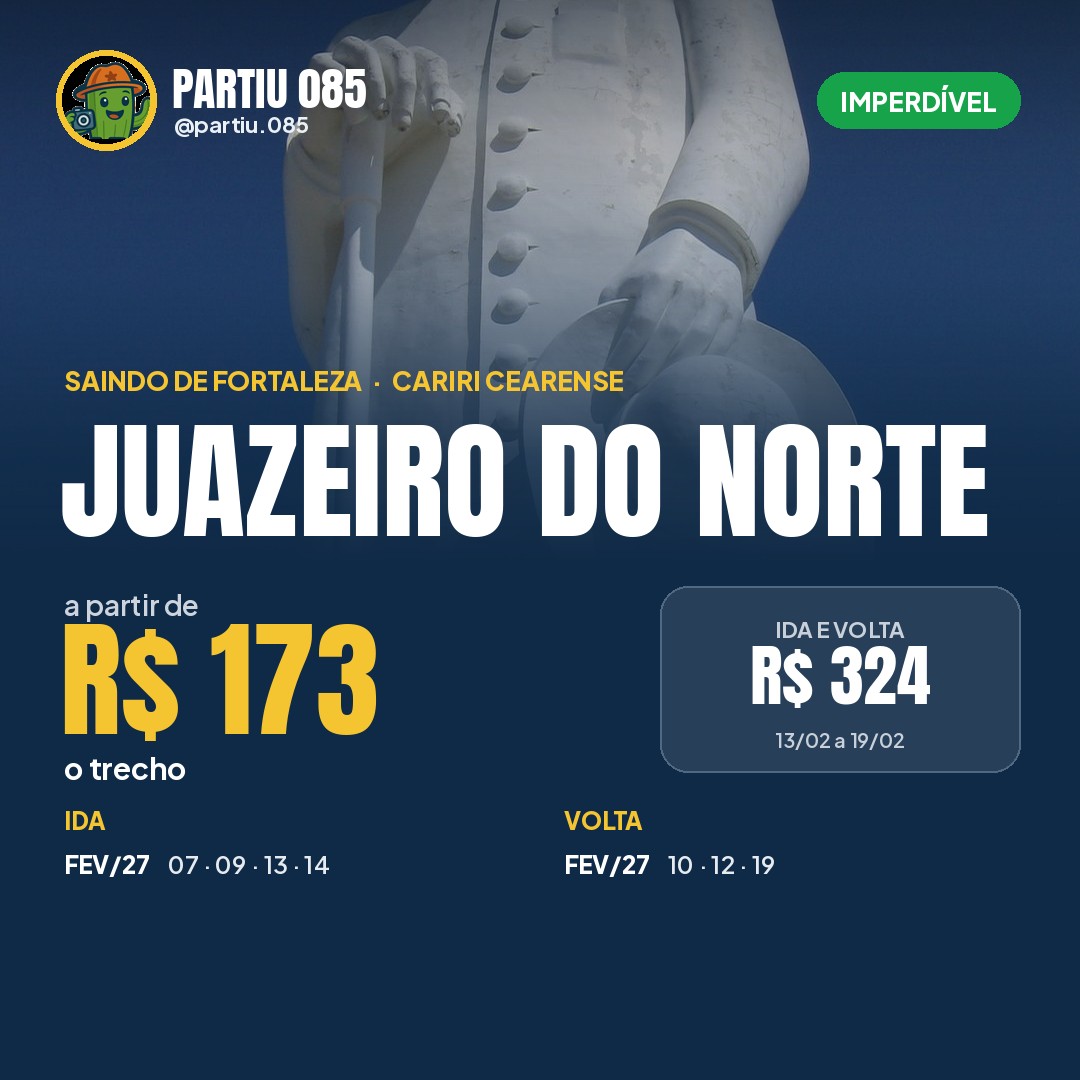 PARTIU 085
@partiu.085
IMPERDÍVEL
SAINDO DE FORTALEZA · CARIRI CEARENSE
JUAZEIRO DO NORTE
a partir de
R$ 173
o trecho
IDA E VOLTA
R$ 324
13/02 a 19/02
IDA
FEV/27 07 · 09 · 13 · 14
VOLTA
FEV/27 10 · 12 · 19